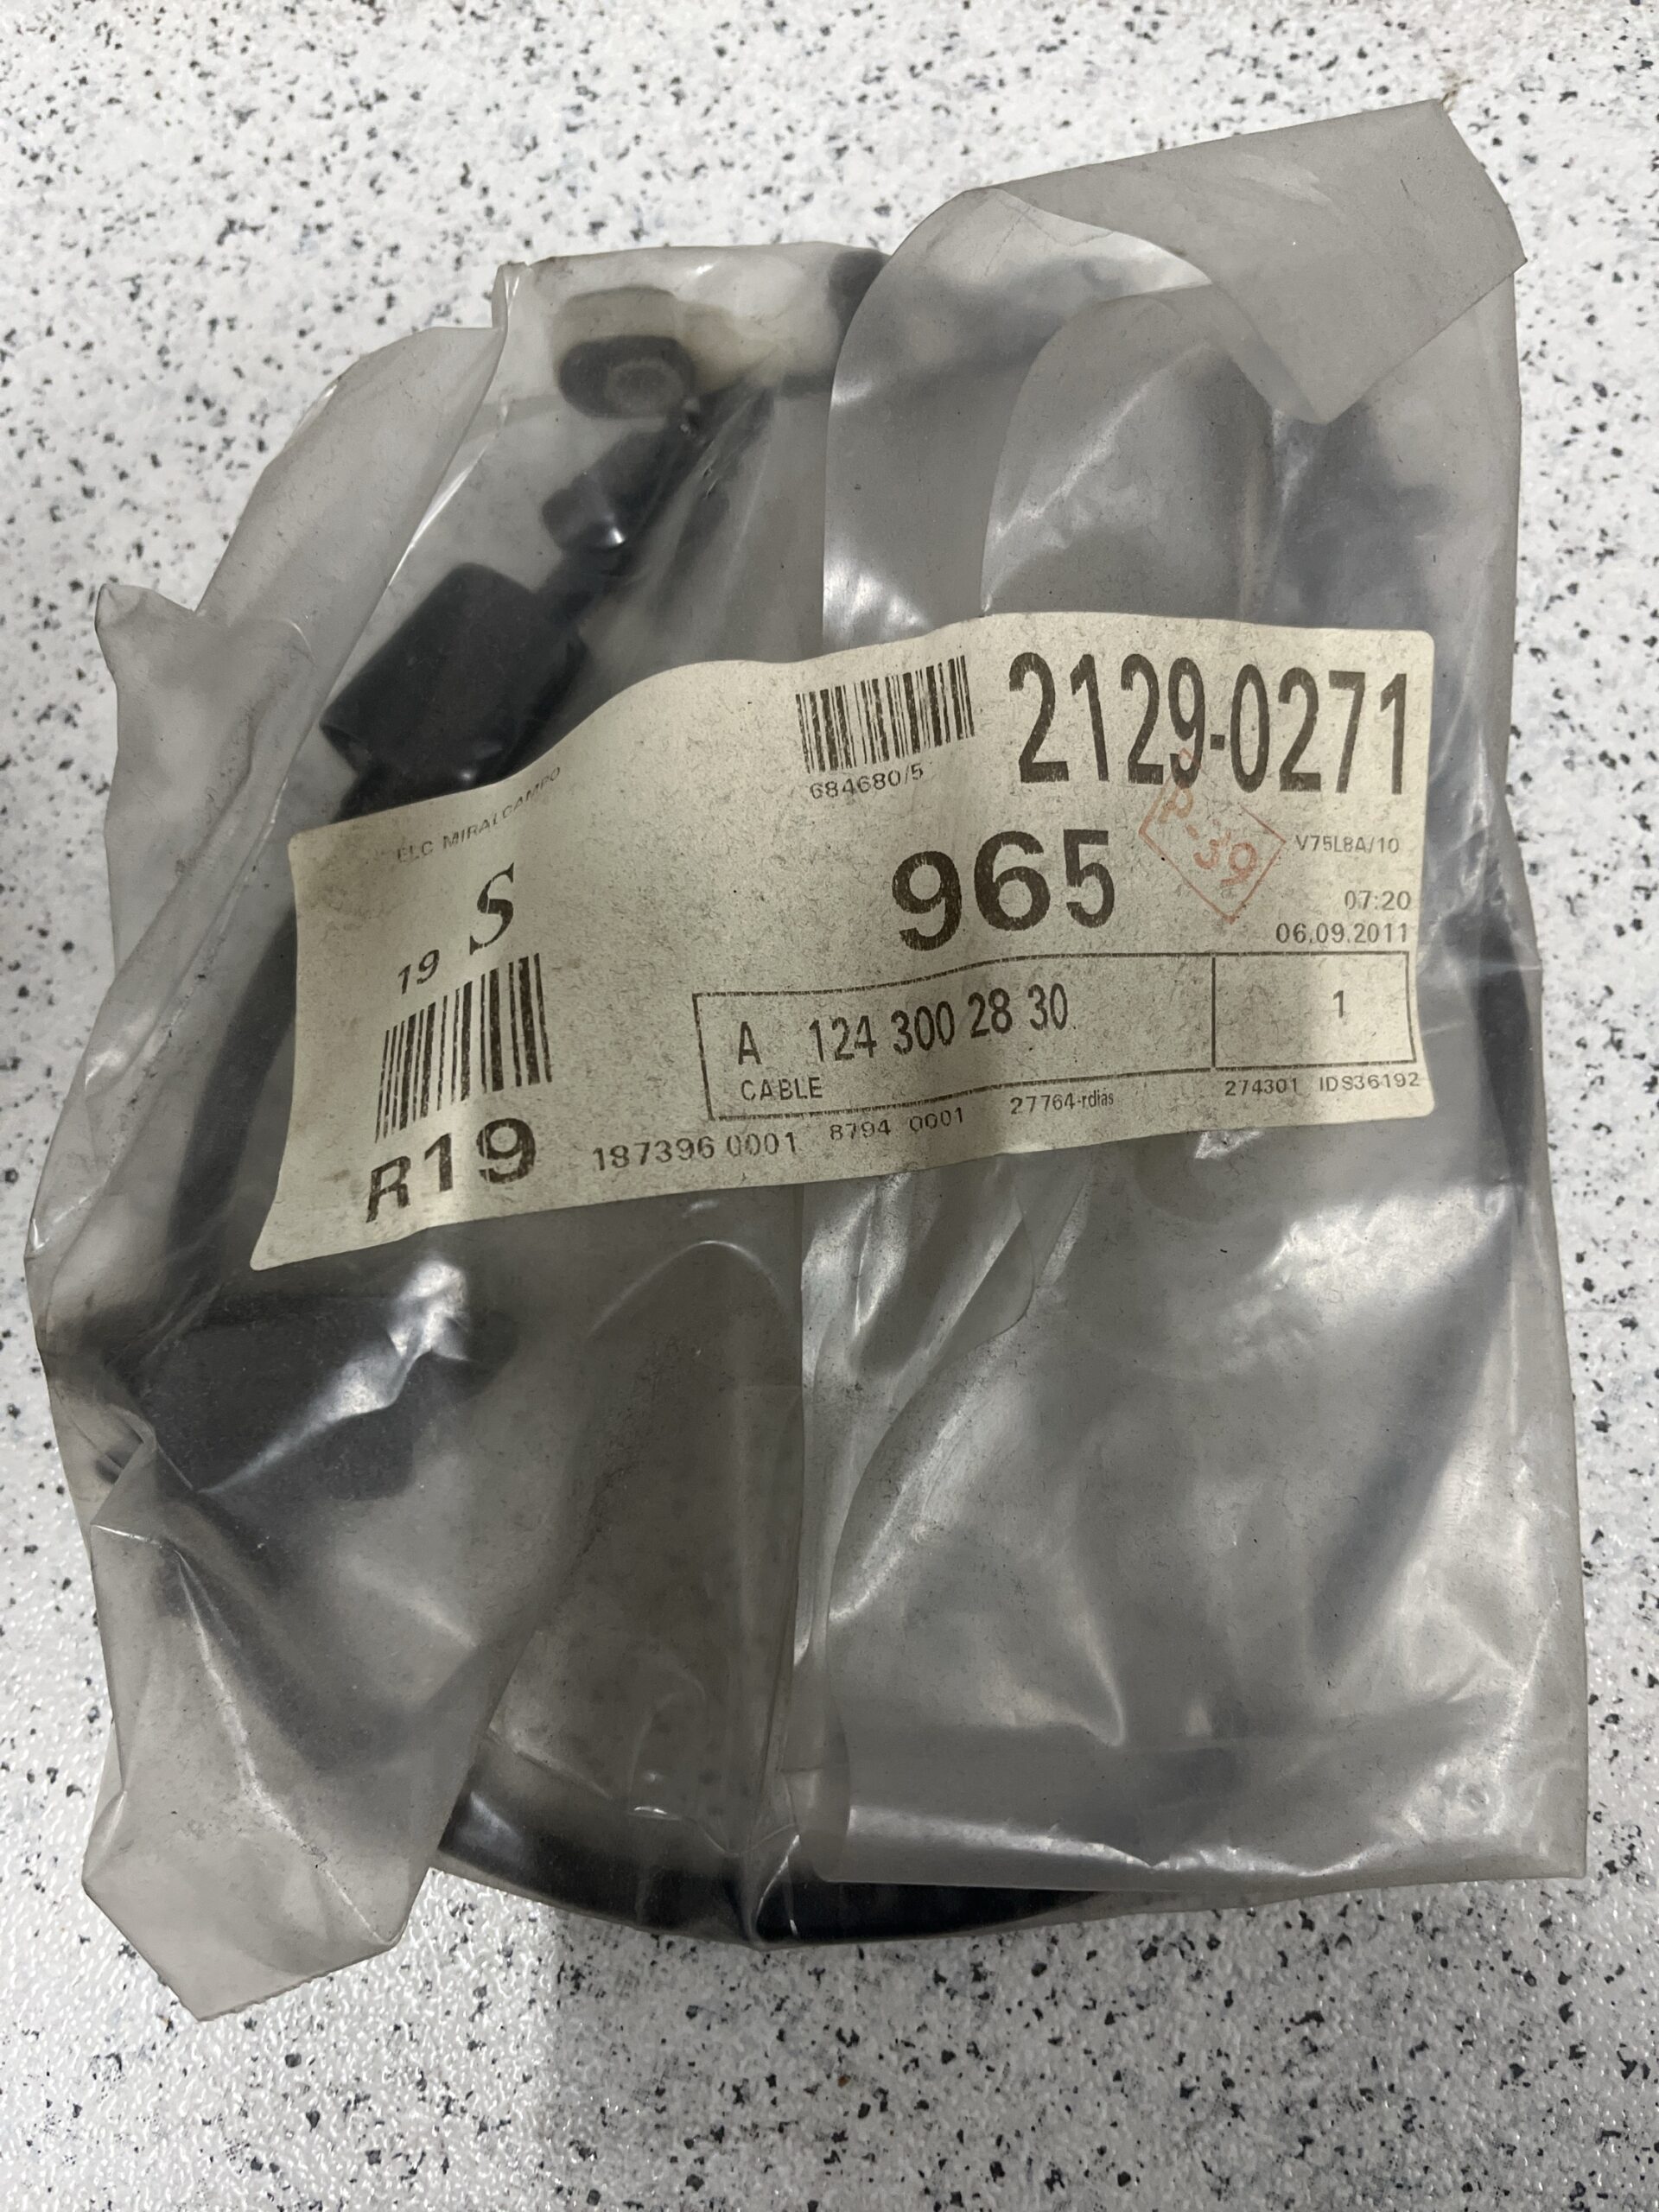 ELC MIRALCAMPO
684680/5
2129-0271
P-39
V75LBA/10
19 S
965
07:20
06.09.2011
A 124 300 28 30
1
CABLE
R19
187396 0001
8794 0001
27764-rdias
274301 IDS36192